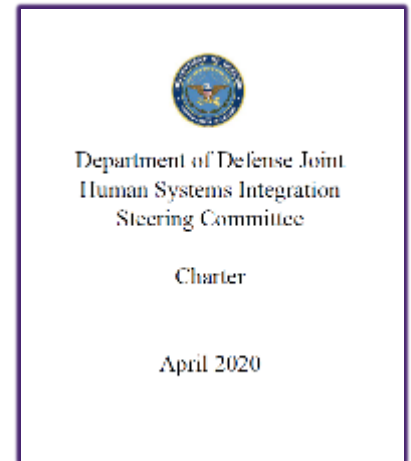 Department of Defense Joint
Human Systems Integration
Steering Committee
Charter
April 2020